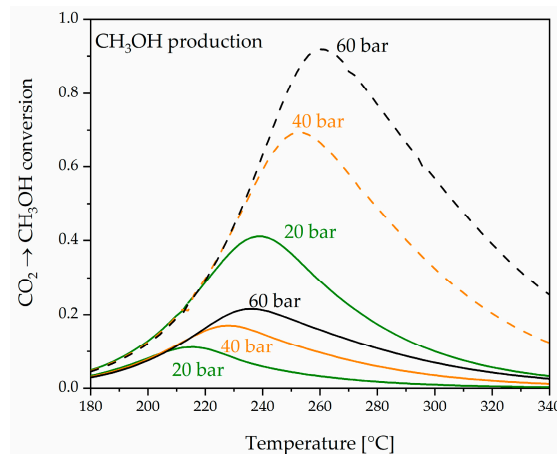 CH₃OH production
60 bar
40 bar
20 bar
60 bar
40 bar
20 bar
CO₂ → CH₃OH conversion
1.0
0.8
0.6
0.4
0.2
0.0
180 200 220 240 260 280 300 320 340
Temperature [°C]